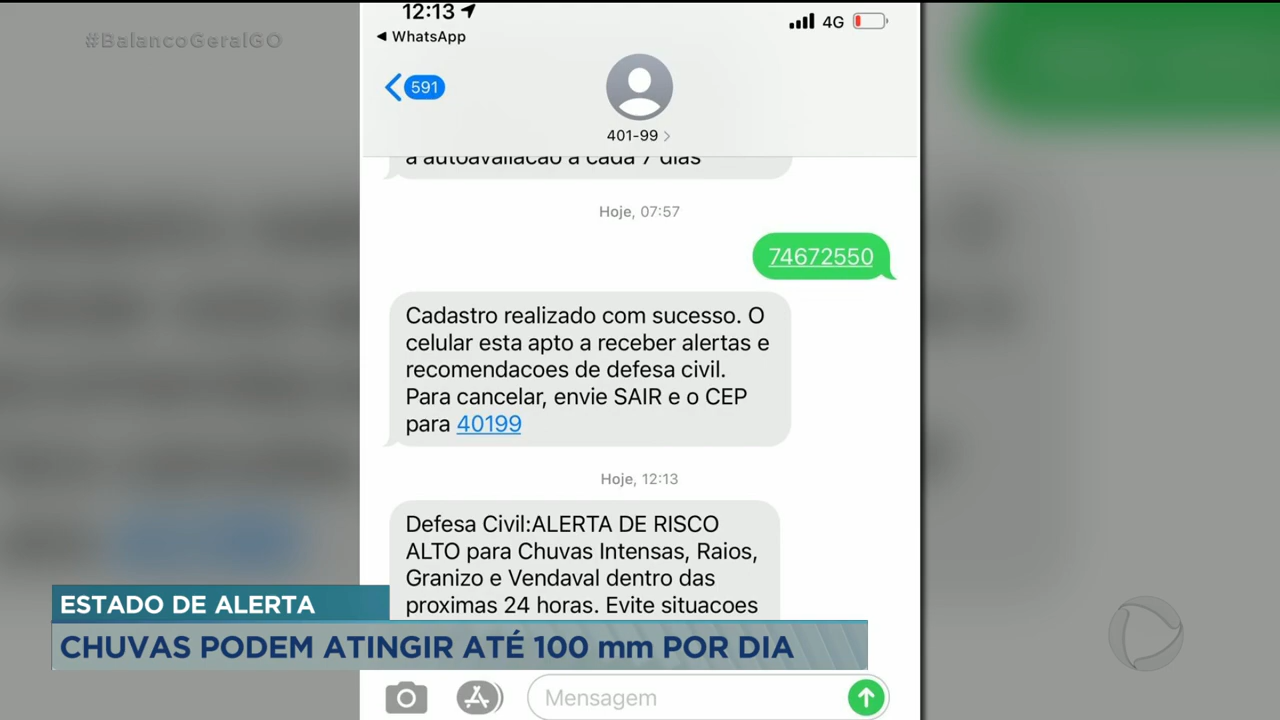 12:13
4G
WhatsApp
#BalancoGeralGO
591
401-99
a autoavaliacao a cada 7 dias
Hoje, 07:57
74672550
Cadastro realizado com sucesso. O
celular esta apto a receber alertas e
recomendacoes de defesa civil.
Para cancelar, envie SAIR e o CEP
para 40199
Hoje, 12:13
Defesa Civil:ALERTA DE RISCO
ALTO para Chuvas Intensas, Raios,
Granizo e Vendaval dentro das
proximas 24 horas. Evite situacoes
ESTADO DE ALERTA
CHUVAS PODEM ATINGIR ATÉ 100 mm POR DIA
Mensagem